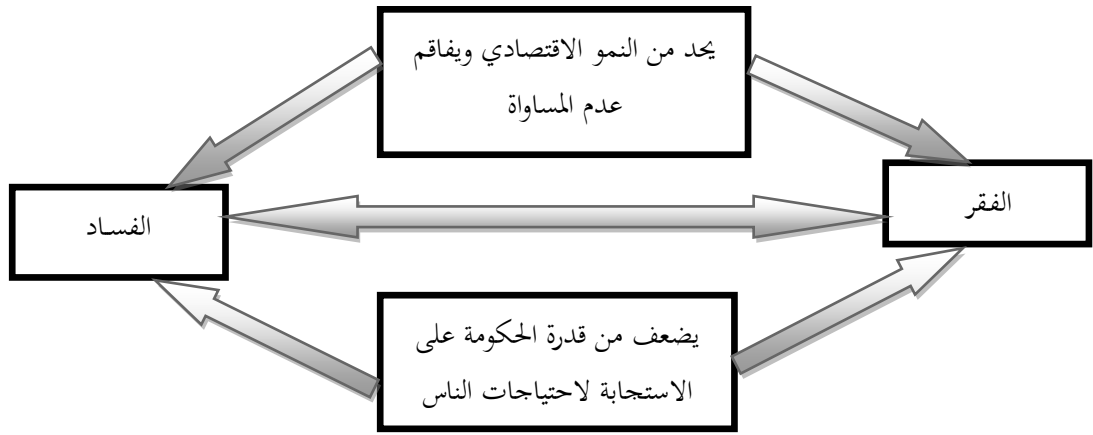 يحد من النمو الاقتصادي ويفاقم
عدم المساواة
الفقر
الفساد
يضعف من قدرة الحكومة على
الاستجابة لاحتياجات الناس